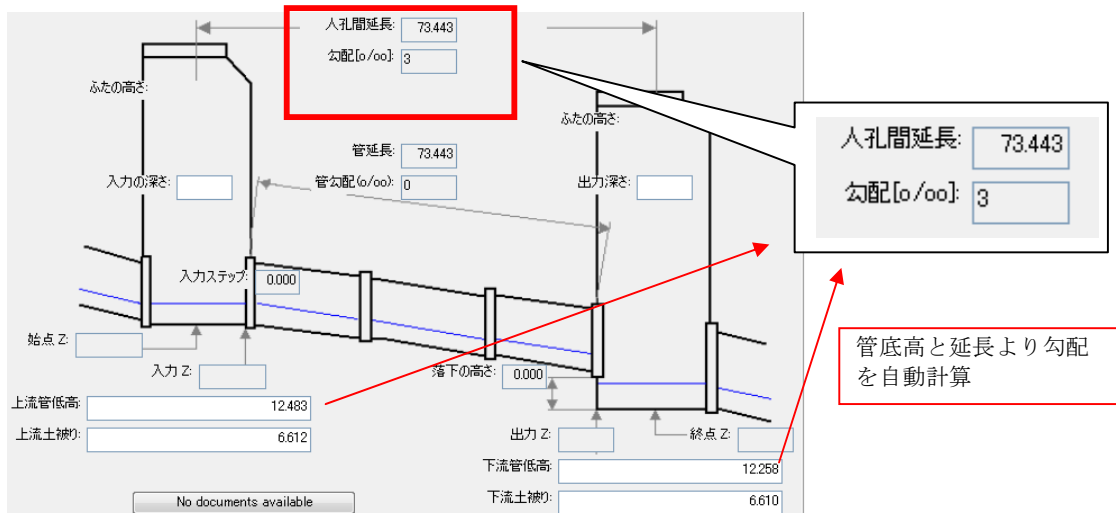 人孔間延長: 73.443
勾配[o/oo]: 3
ふたの高さ:
ふたの高さ:
管延長: 73.443
管勾配(o/oo): 0
入力の深さ:
出力深さ:
人孔間延長: 73.443
勾配[o/oo]: 3
入力ステップ: 0.000
始点 Z:
入力 Z:
落下の高さ: 0.000
管底高と延長より勾配
を自動計算
上流管低高: 12.483
上流土被り: 6.612
出力 Z:
終点 Z:
下流管低高: 12.258
下流土被り: 6.610
No documents available